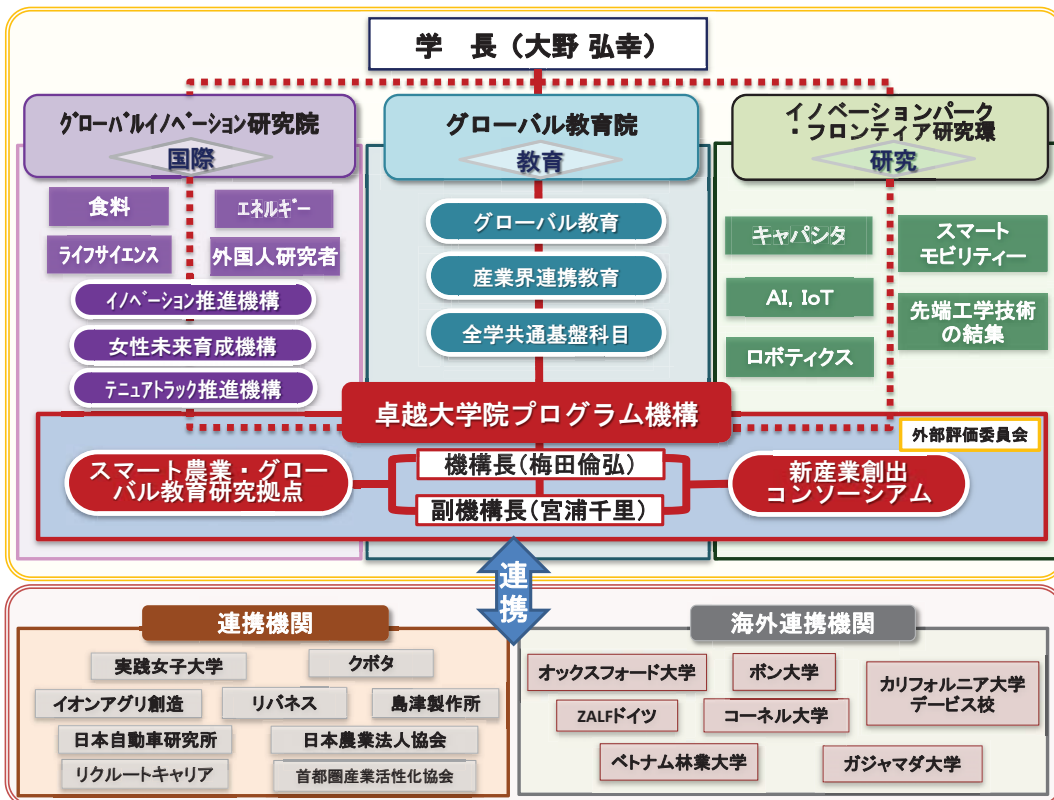 学　長（大野 弘幸）
グローバルイノベーション研究院
国際
グローバル教育院
教育
イノベーションパーク
・フロンティア研究環
研究
食料
エネルギー
ライフサイエンス
外国人研究者
イノベーション推進機構
女性未来育成機構
テニュアトラック推進機構
グローバル教育
産業界連携教育
全学共通基盤科目
キャパシタ
スマート
モビリティー
AI, IoT
先端工学技術
の結集
ロボティクス
卓越大学院プログラム機構
外部評価委員会
スマート農業・グロー
バル教育研究拠点
機構長（梅田倫弘）
副機構長（宮浦千里）
新産業創出
コンソーシアム
連
携
連携機関
実践女子大学
クボタ
イオンアグリ創造
リバネス
島津製作所
日本自動車研究所
日本農業法人協会
リクルートキャリア
首都圏産業活性化協会
海外連携機関
オックスフォード大学
ボン大学
カリフォルニア大学
デービス校
ZALFドイツ
コーネル大学
ベトナム林業大学
ガジャマダ大学